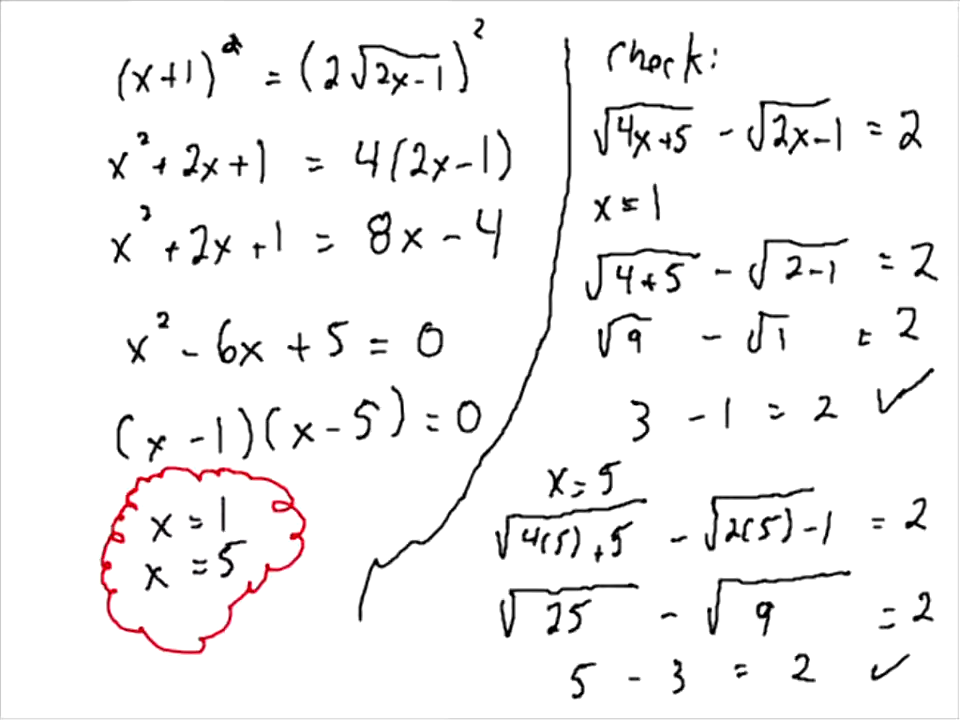 (x+1)² = (2√(2x-1))²
x² + 2x + 1 = 4(2x-1)
x² + 2x + 1 = 8x - 4
x² - 6x + 5 = 0
(x-1)(x-5) = 0
x = 1
x = 5
check:
√(4x+5) - √(2x-1) = 2
x = 1
√(4+5) - √(2-1) = 2
√9 - √1 = 2
3 - 1 = 2 ✓
x = 5
√(4(5)+5) - √(2(5)-1) = 2
√25 - √9 = 2
5 - 3 = 2 ✓